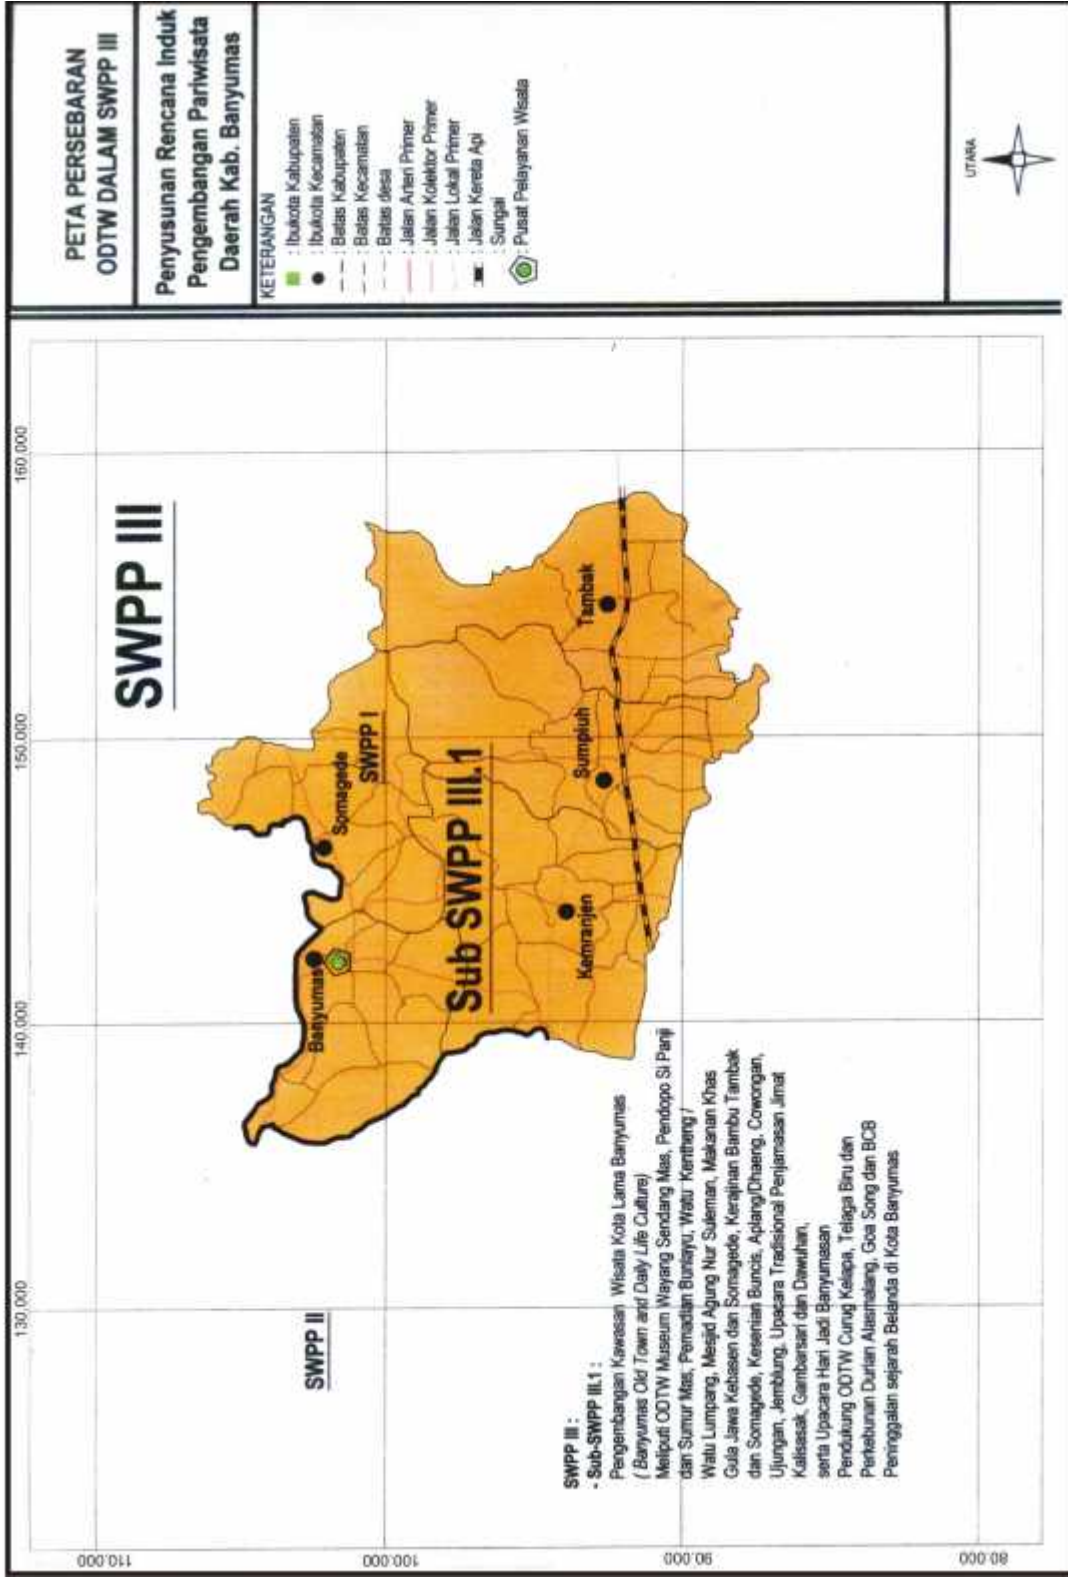 PETA PERSEBARAN
ODTW DALAM SWPP III
Penyusunan Rencana Induk
Pengembangan Pariwisata
Daerah Kab. Banyumas
KETERANGAN
: Ibukota Kabupaten
: Ibukota Kecamatan
: Batas Kabupaten
: Batas Kecamatan
: Batas desa
: Jalan Arteri Primer
: Jalan Kolektor Primer
: Jalan Lokal Primer
: Jalan Kereta Api
: Sungai
: Pusat Pelayanan Wisata
UTARA
130.000
140.000
150.000
160.000
110.000
100.000
90.000
80.000
SWPP III
SWPP II
SWPP I
Sub SWPP III.1
Banyumas
Somagede
Kemranjen
Sumpiuh
Tambak
SWPP III :
- Sub-SWPP III.1 :
Pengembangan Kawasan Wisata Kota Lama Banyumas
( Banyumas Old Town and Daily Life Culture)
Meliputi ODTW Museum Wayang Sendang Mas, Pendopo Si Panji
dan Sumur Mas, Pemadian Buniayu, Watu Kentheng /
Watu Lumpang, Mesjid Agung Nur Suleman, Makanan Khas
Gula Jawa Kebasen dan Somagede, Kerajinan Bambu Tambak
dan Somagede, Kesenian Buncis, Aplang/Dhaeng, Cowongan,
Ujungan, Jemblung, Upacara Tradisional Penjamasan Jimat
Kalisasak, Gambarsari dan Dawuhan,
serta Upacara Hari Jadi Banyumasan
Pendukung ODTW Curug Kelapa, Telaga Biru dan
Perkebunan Durian Alasmalang, Goa Song dan BCB
Peninggalan sejarah Belanda di Kota Banyumas